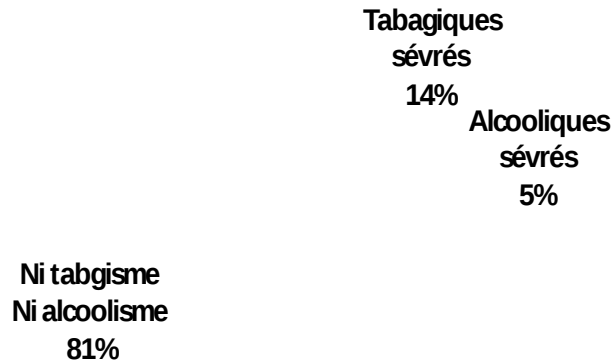 Tabagiques
sévrés
14%
Alcooliques
sévrés
5%
Ni tabgisme
Ni alcoolisme
81%